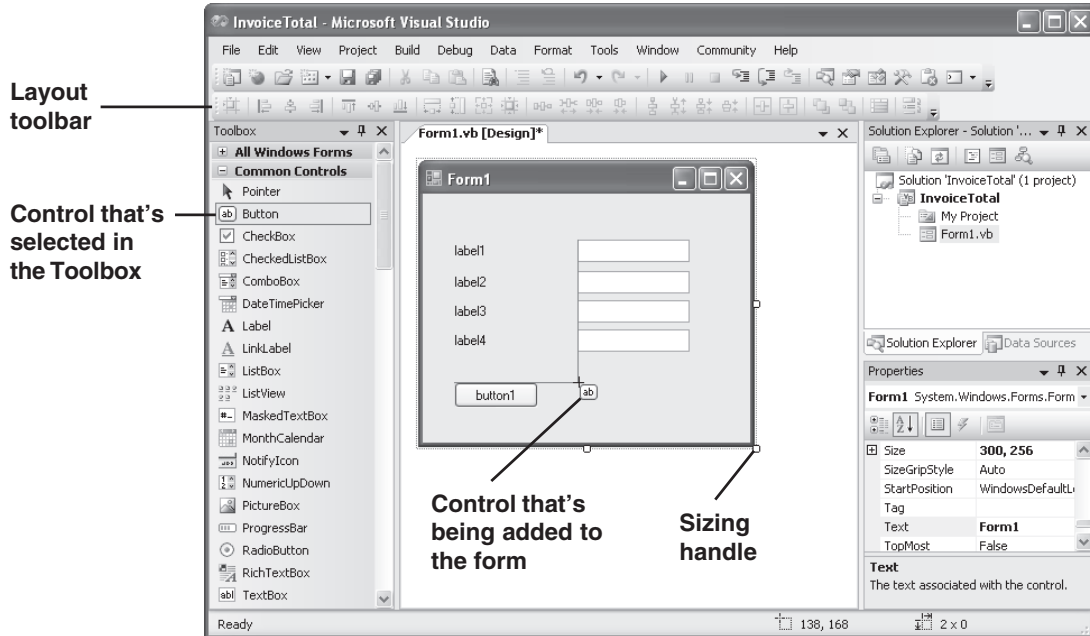 InvoiceTotal - Microsoft Visual Studio
File Edit View Project Build Debug Data Format Tools Window Community Help
Layout
toolbar
Toolbox
All Windows Forms
Common Controls
Pointer
Control that's
selected in
the Toolbox
ab Button
CheckBox
CheckedListBox
ComboBox
DateTimePicker
A Label
A LinkLabel
ListBox
ListView
#_ MaskedTextBox
MonthCalendar
NotifyIcon
NumericUpDown
PictureBox
ProgressBar
RadioButton
RichTextBox
abl TextBox
Form1.vb [Design]*
Form1
label1
label2
label3
label4
button1
ab
Control that's
being added to
the form
Sizing
handle
Solution Explorer - Solution '...
Solution 'InvoiceTotal' (1 project)
InvoiceTotal
My Project
Form1.vb
Solution Explorer Data Sources
Properties
Form1 System.Windows.Forms.Form
Size 300, 256
SizeGripStyle Auto
StartPosition WindowsDefaultL
Tag
Text Form1
TopMost False
Text
The text associated with the control.
Ready 138, 168 2 x 0